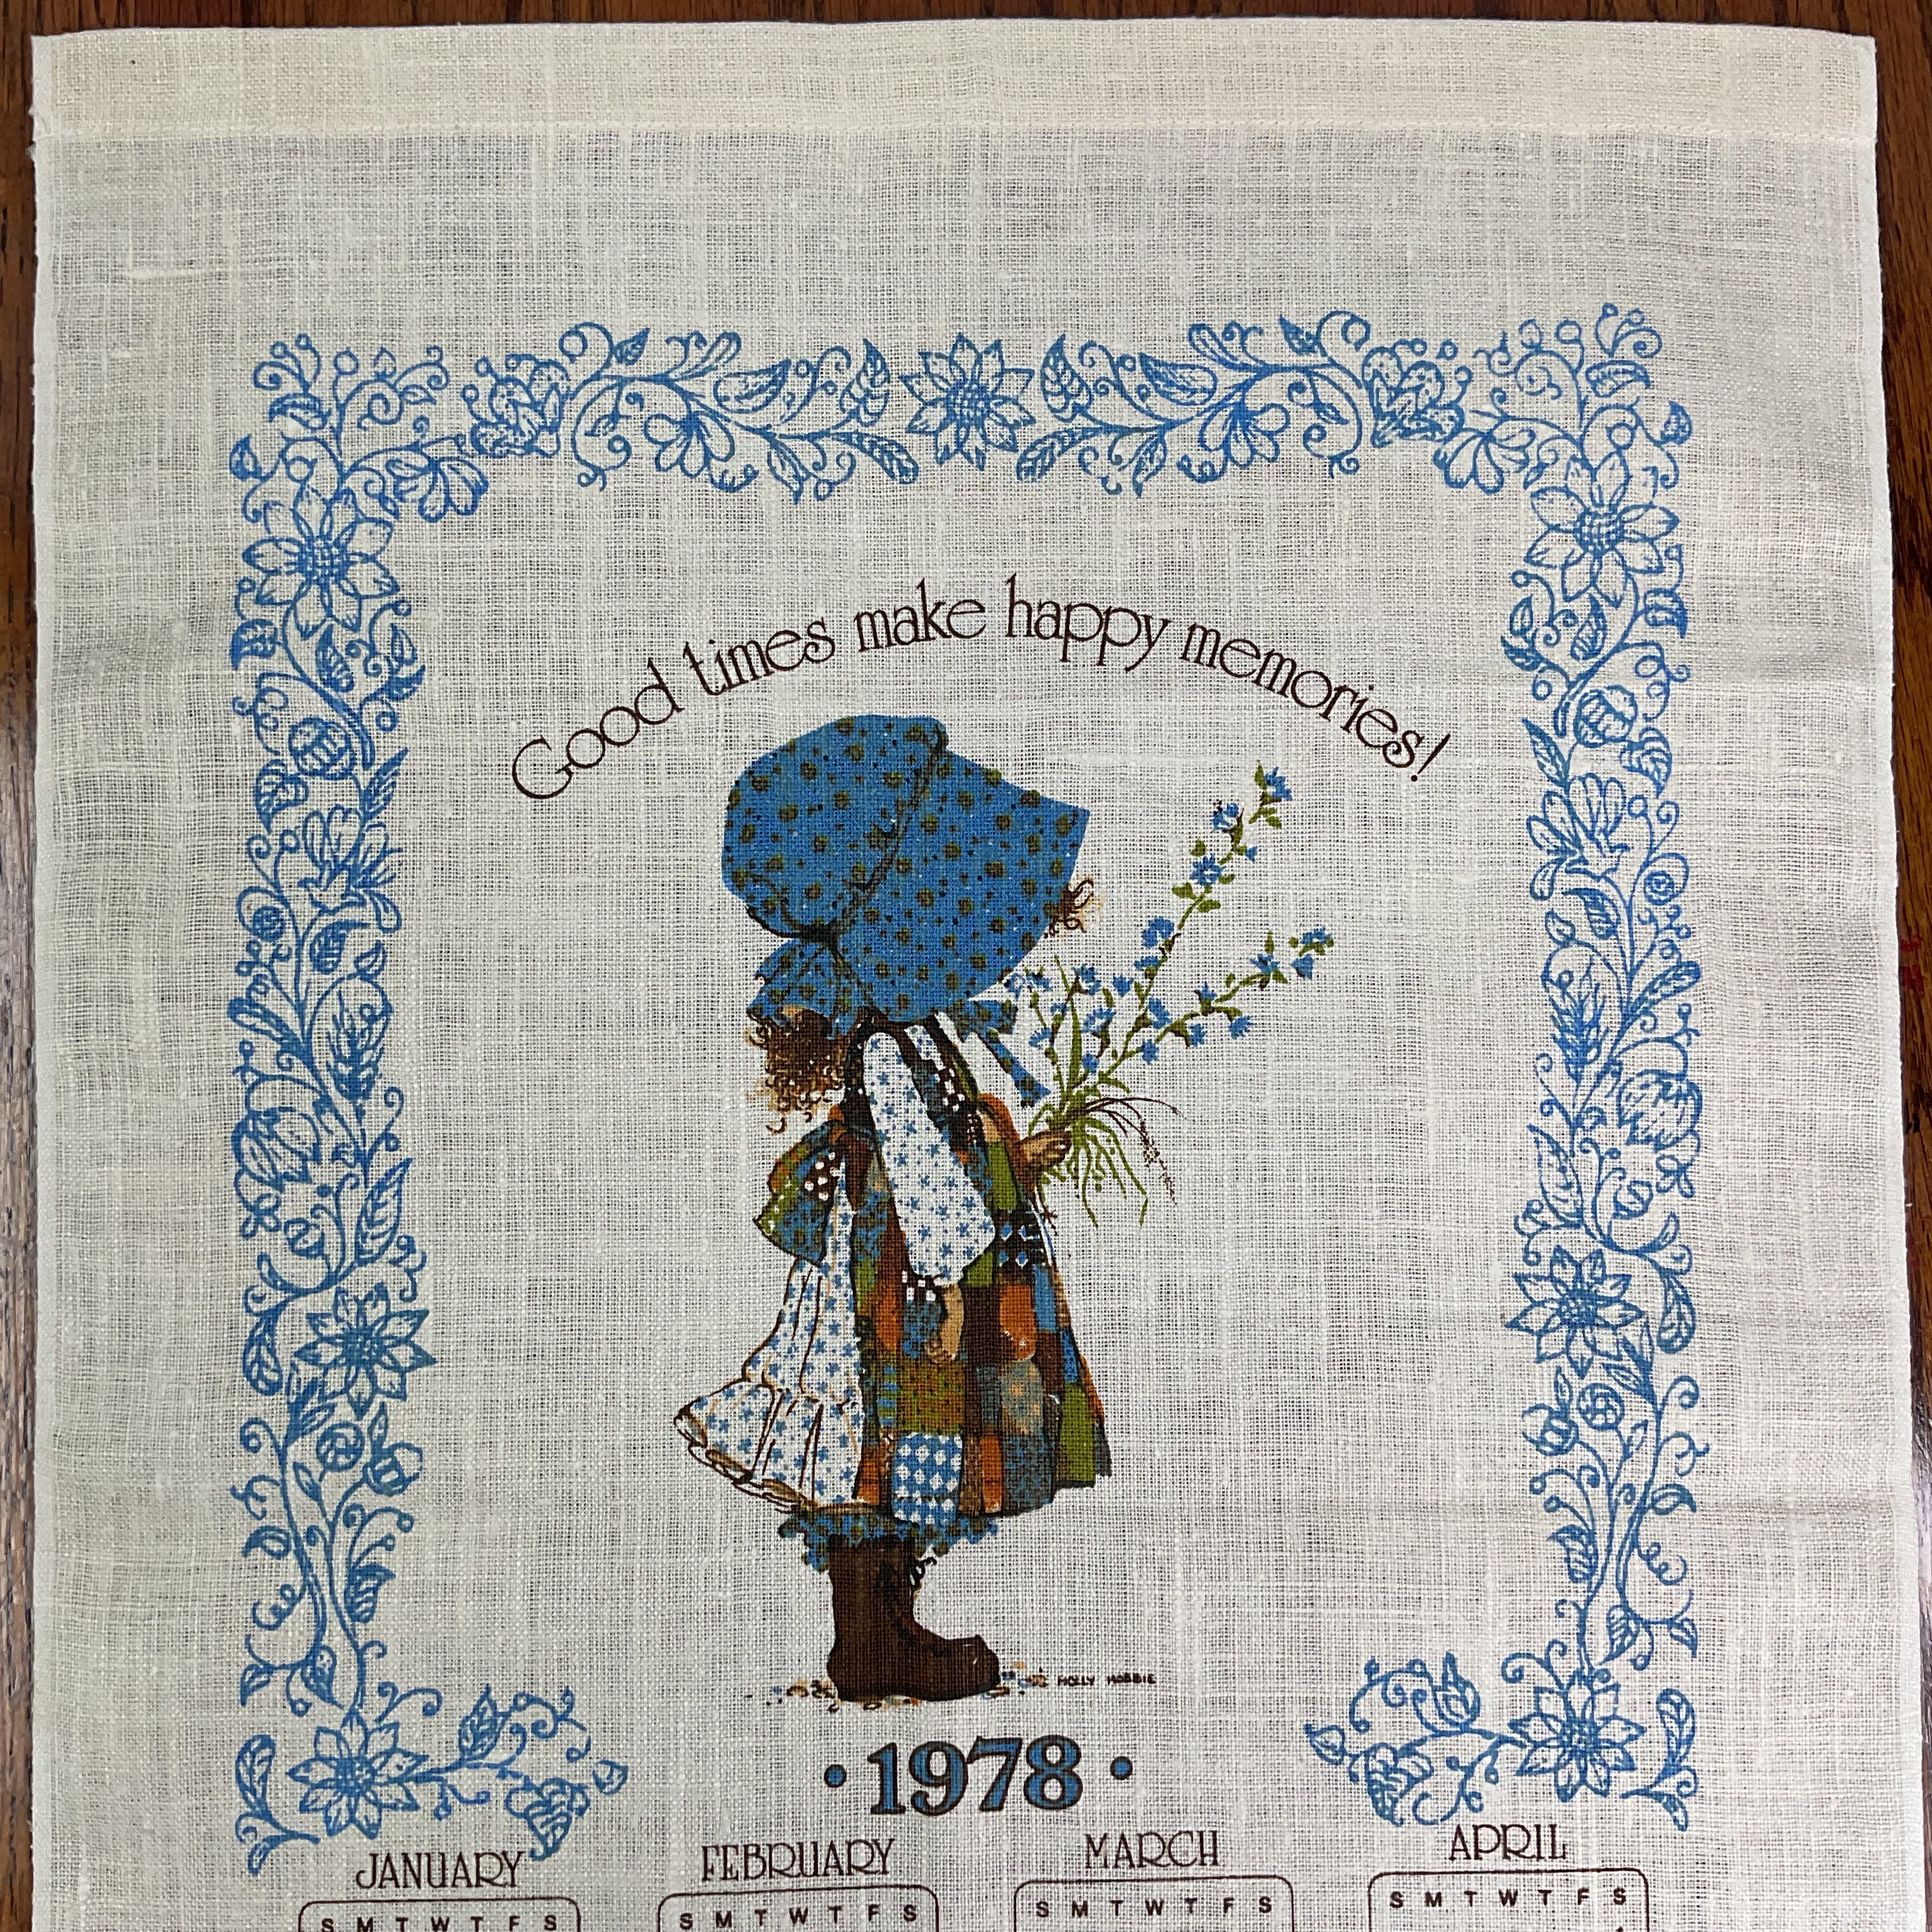 Good times make happy memories!
HOLLY HOBBIE
• 1978 •
JANUARY FEBRUARY MARCH APRIL
S M T W T F S S M T W T F S S M T W T F S S M T W T F S